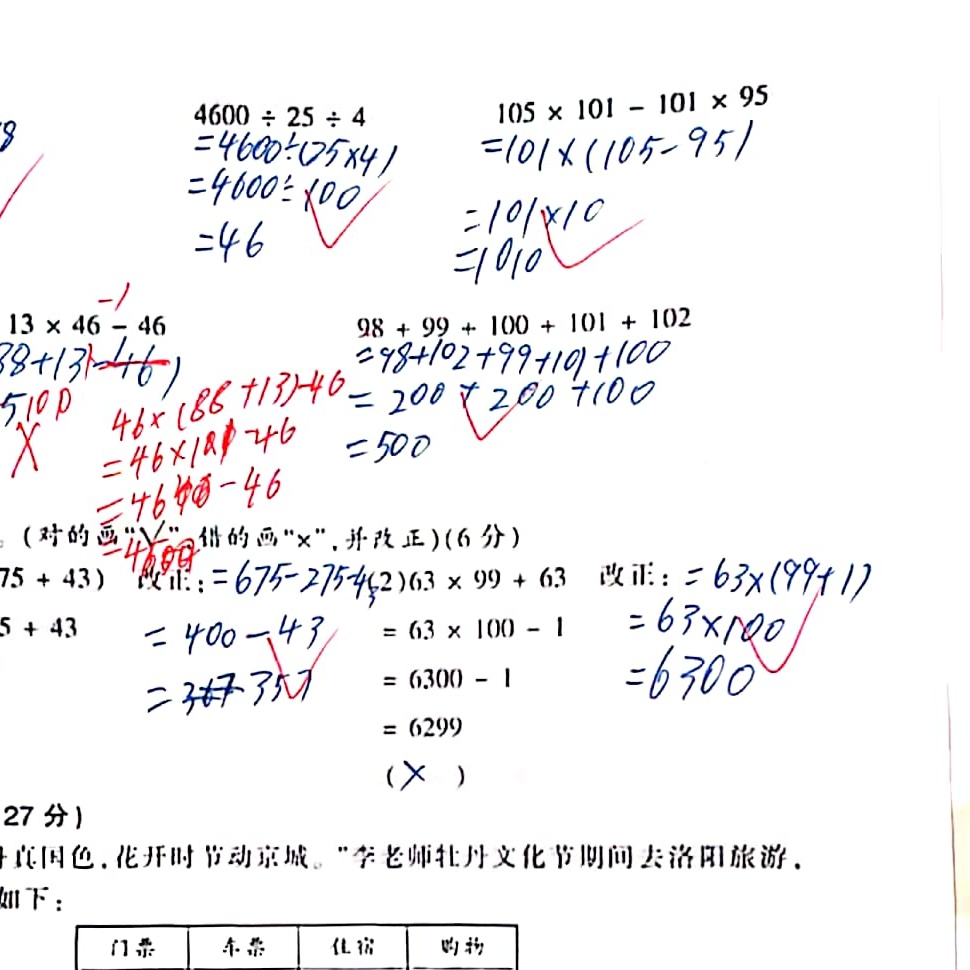 8
4600 ÷ 25 ÷ 4
=4600÷(25×4)
=4600÷100
=46
105 × 101 - 101 × 95
=101×(105-95)
=101×10
=1010
-1
13 × 46 - 46
38+13-46)
5100
×
46×(88+13)-46
=46×101-46
=4646-46
=4600
98 + 99 + 100 + 101 + 102
=98+102+99+101+100
= 200 + 200 +100
=500
。(对的画“√”,错的画“×”,并改正)(6 分)
75 + 43) 改正:=675-275-43
5 + 43
= 400-43
=357
(2)63 × 99 + 63 改正:=63×(99+1)
= 63 × 100 - 1
=63×100
= 6300 - 1
=6300
= 6299
(× )
27 分)
丹真国色,花开时节动京城。”李老师牡丹文化节期间去洛阳旅游,
如下:
门票 车票 住宿 购物